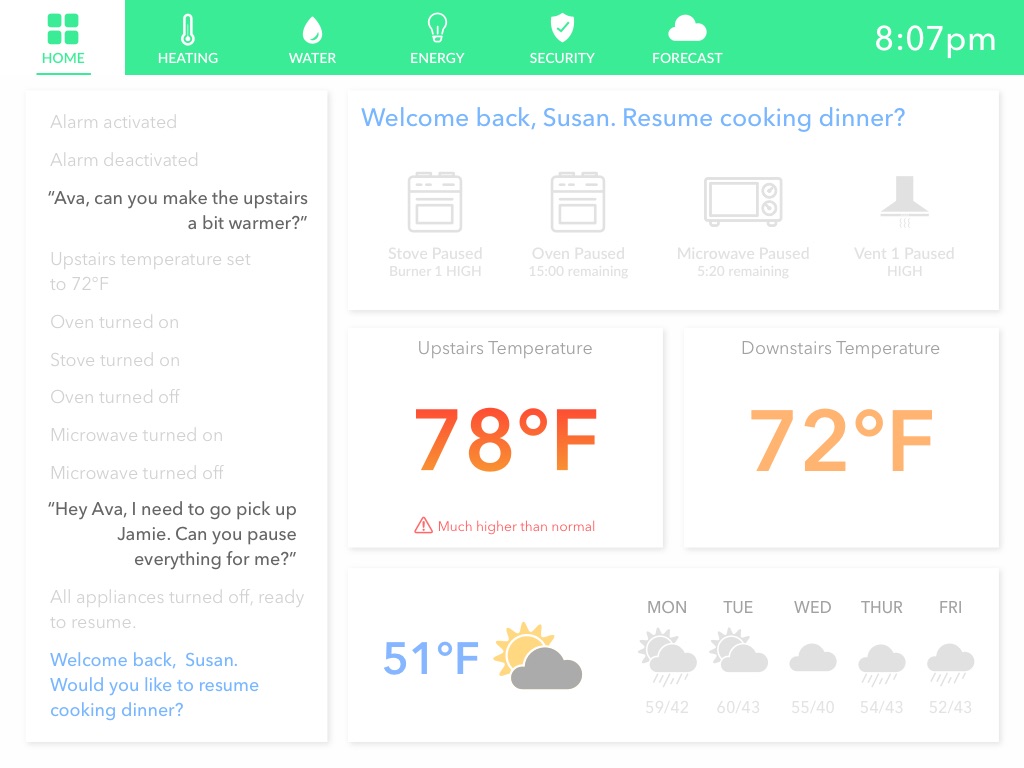 HOME
HEATING
WATER
ENERGY
SECURITY
FORECAST
8:07pm
Alarm activated
Alarm deactivated
“Ava, can you make the upstairs
a bit warmer?”
Upstairs temperature set
to 72°F
Oven turned on
Stove turned on
Oven turned off
Microwave turned on
Microwave turned off
“Hey Ava, I need to go pick up
Jamie. Can you pause
everything for me?”
All appliances turned off, ready
to resume.
Welcome back,  Susan.
Would you like to resume
cooking dinner?
Welcome back, Susan. Resume cooking dinner?
Stove Paused
Burner 1 HIGH
Oven Paused
15:00 remaining
Microwave Paused
5:20 remaining
Vent 1 Paused
HIGH
Upstairs Temperature
78°F
Much higher than normal
Downstairs Temperature
72°F
51°F
MON
TUE
WED
THUR
FRI
59/42
60/43
55/40
54/43
52/43